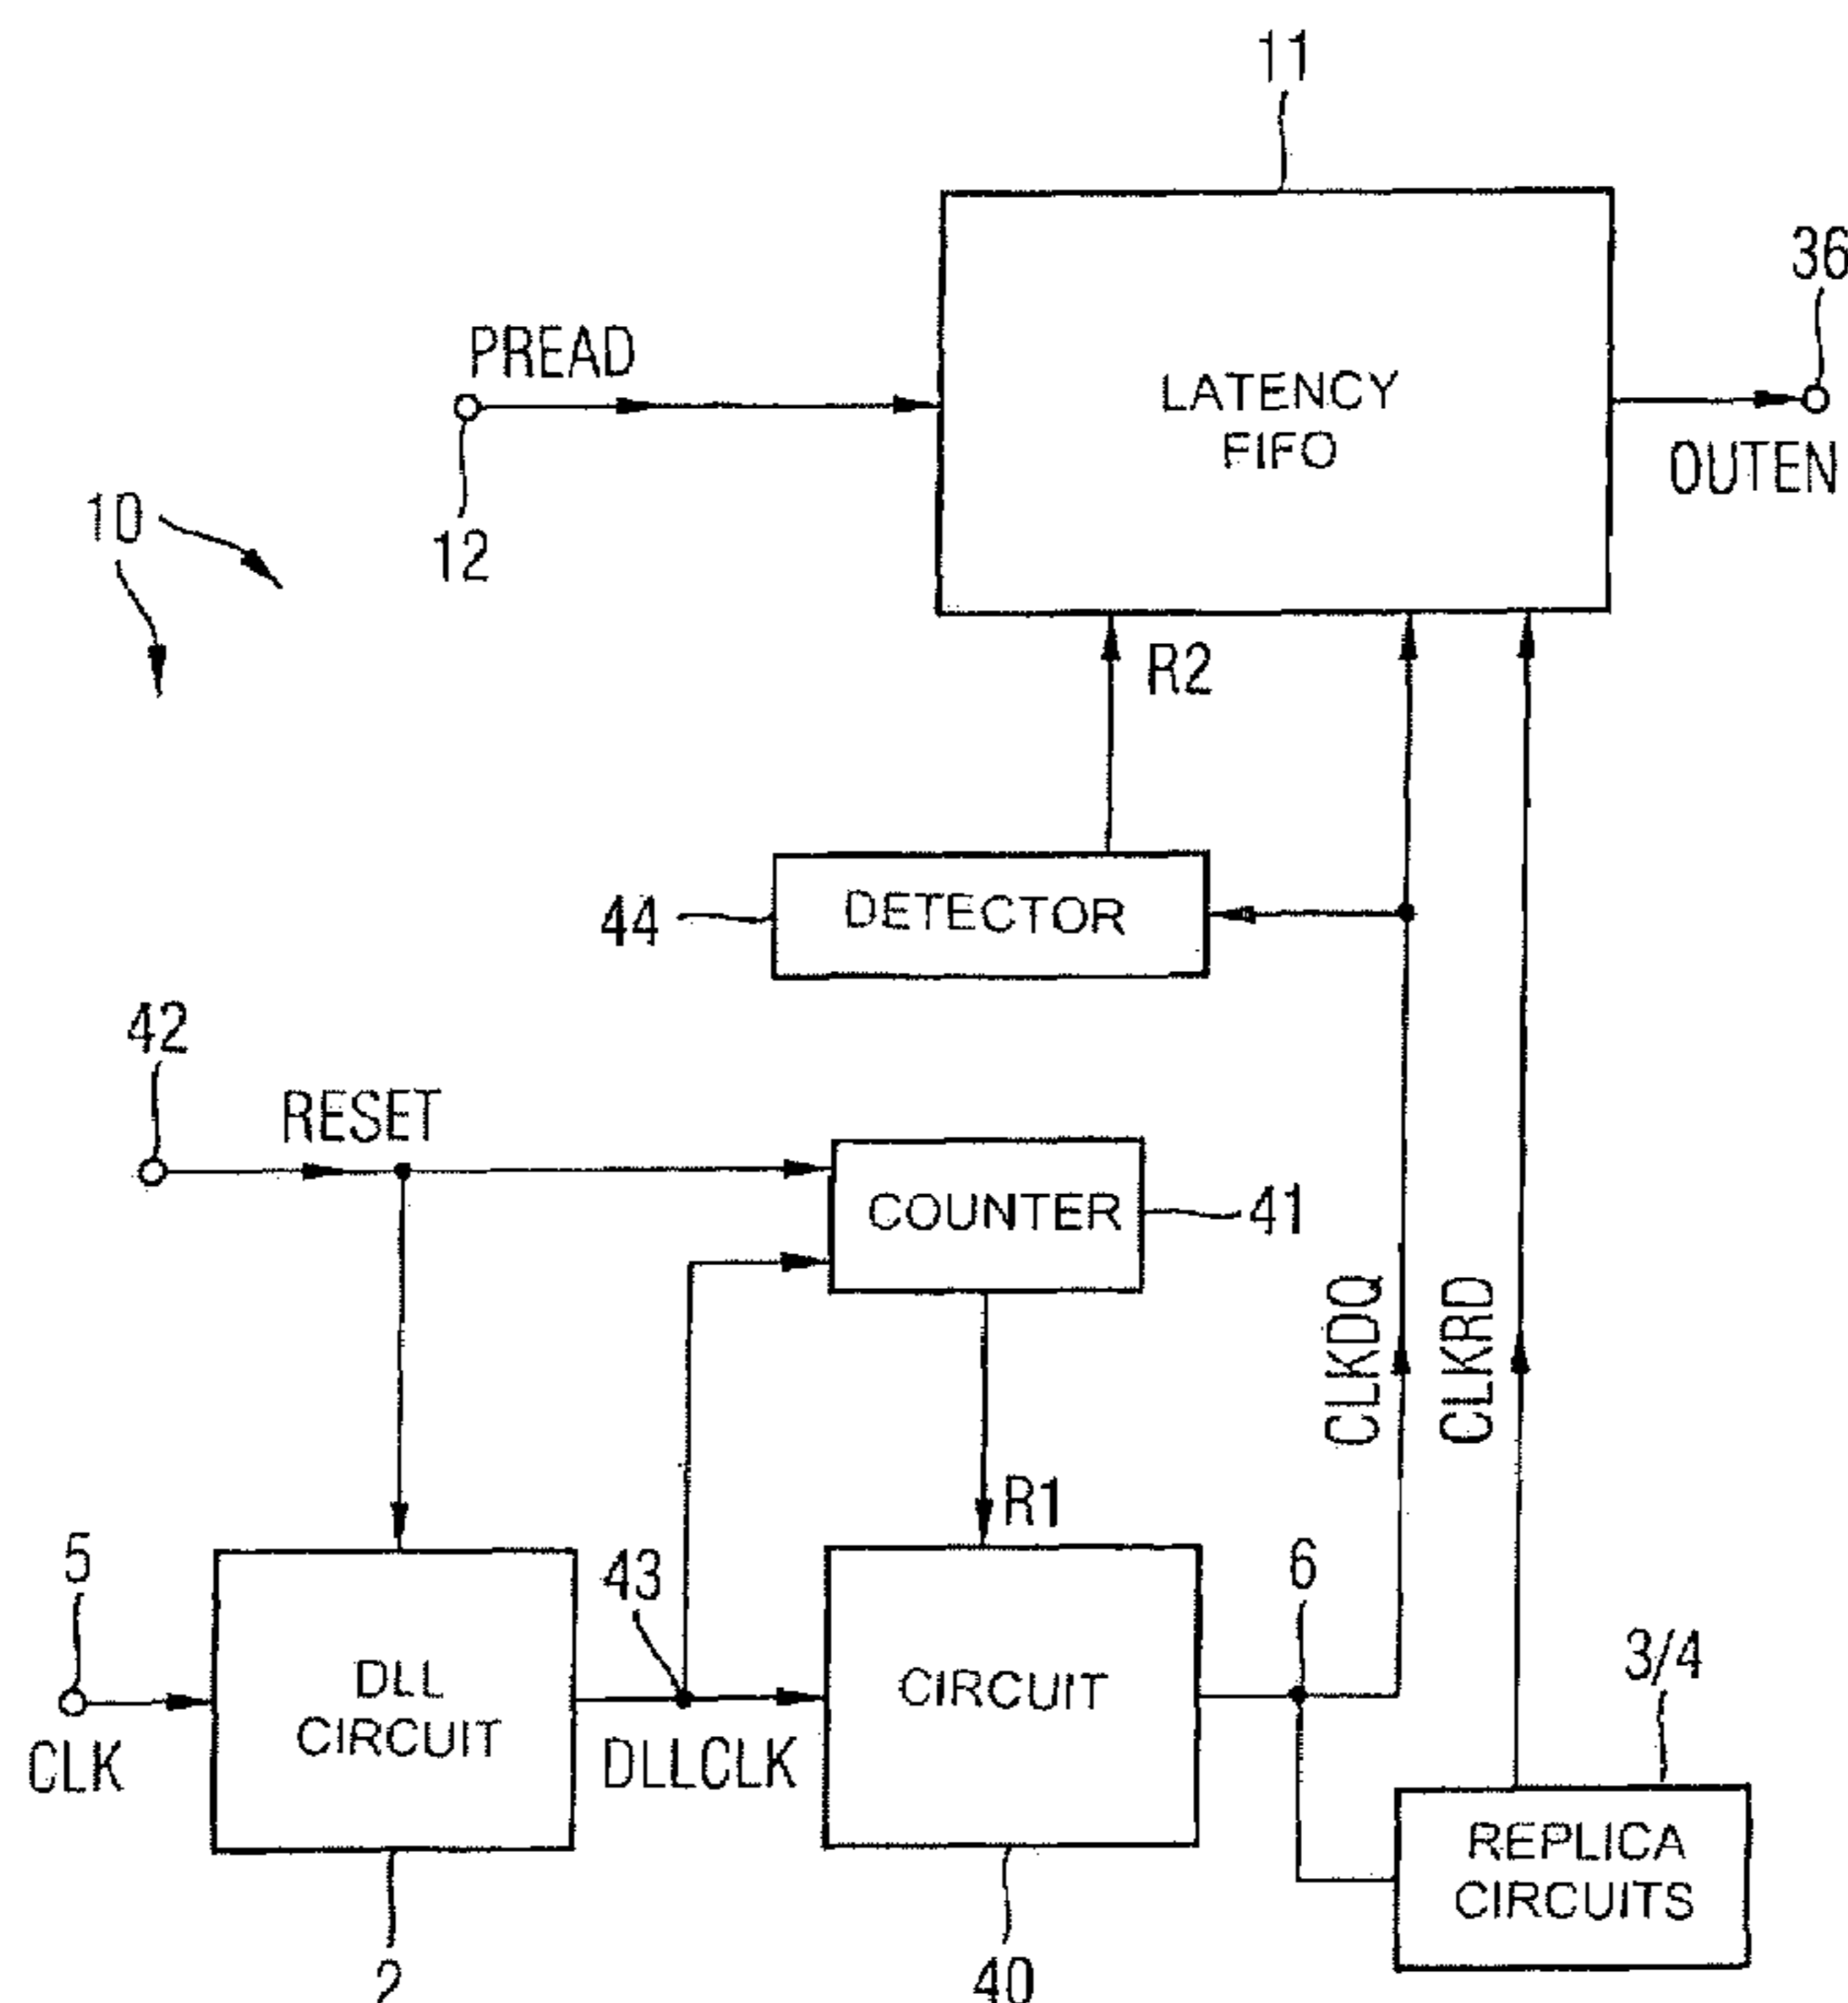 11
36
PREAD
LATENCY
FIFO
OUTEN
10
12
R2
44
DETECTOR
42
RESET
COUNTER
41
CLKDQ
CLKRD
R1
5
43
6
3/4
DLL
CIRCUIT
CIRCUIT
CLK
DLLCLK
REPLICA
CIRCUITS
2
40